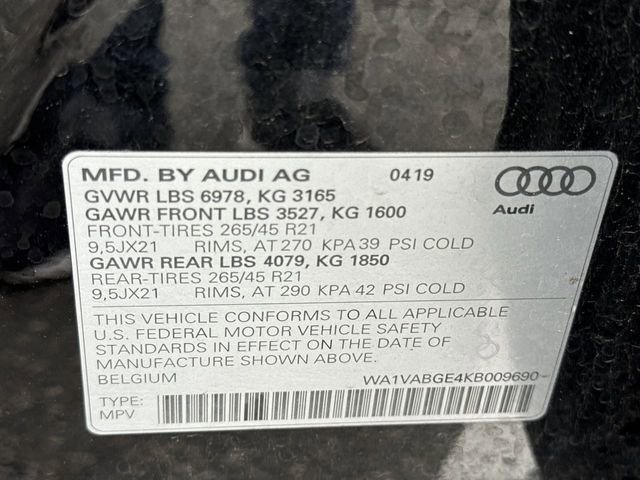 MFD. BY AUDI AG 0419
GVWR LBS 6978, KG 3165
GAWR FRONT LBS 3527, KG 1600
FRONT-TIRES 265/45 R21
9,5JX21 RIMS, AT 270 KPA 39 PSI COLD
GAWR REAR LBS 4079, KG 1850
REAR-TIRES 265/45 R21
9,5JX21 RIMS, AT 290 KPA 42 PSI COLD
Audi
THIS VEHICLE CONFORMS TO ALL APPLICABLE
U.S. FEDERAL MOTOR VEHICLE SAFETY
STANDARDS IN EFFECT ON THE DATE OF
MANUFACTURE SHOWN ABOVE.
BELGIUM WA1VABGE4KB009690
TYPE:
MPV